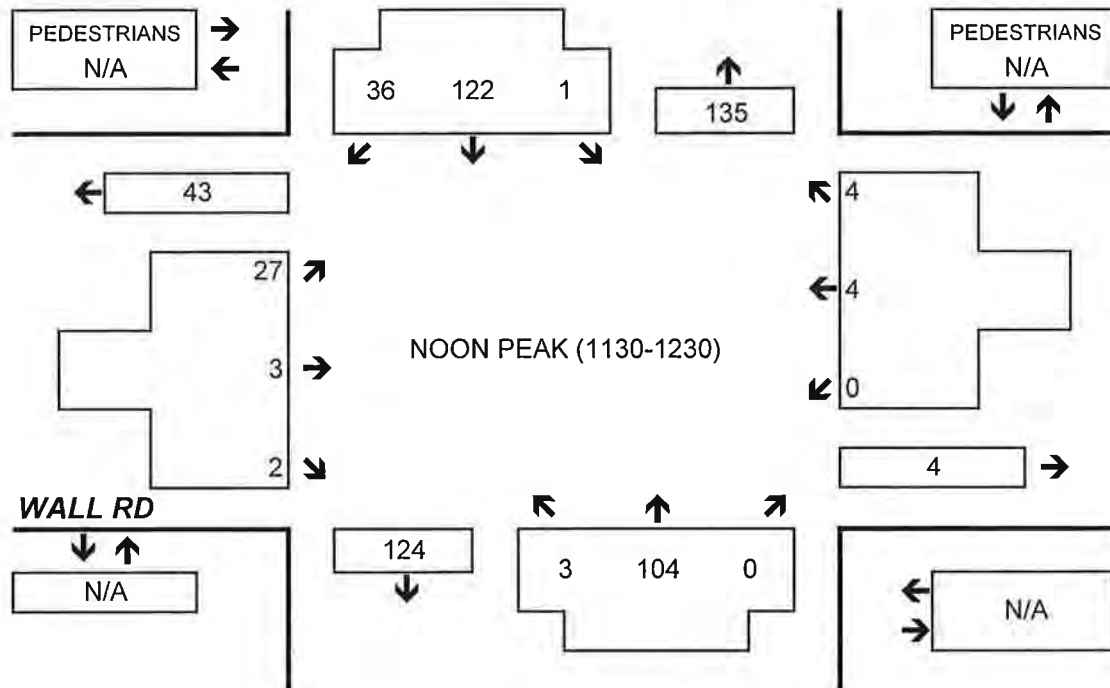 PEDESTRIANS
N/A
36 122 1
135
PEDESTRIANS
N/A
43
4
27
4
NOON PEAK (1130-1230)
3
0
2
4
WALL RD
124
N/A
3 104 0
N/A